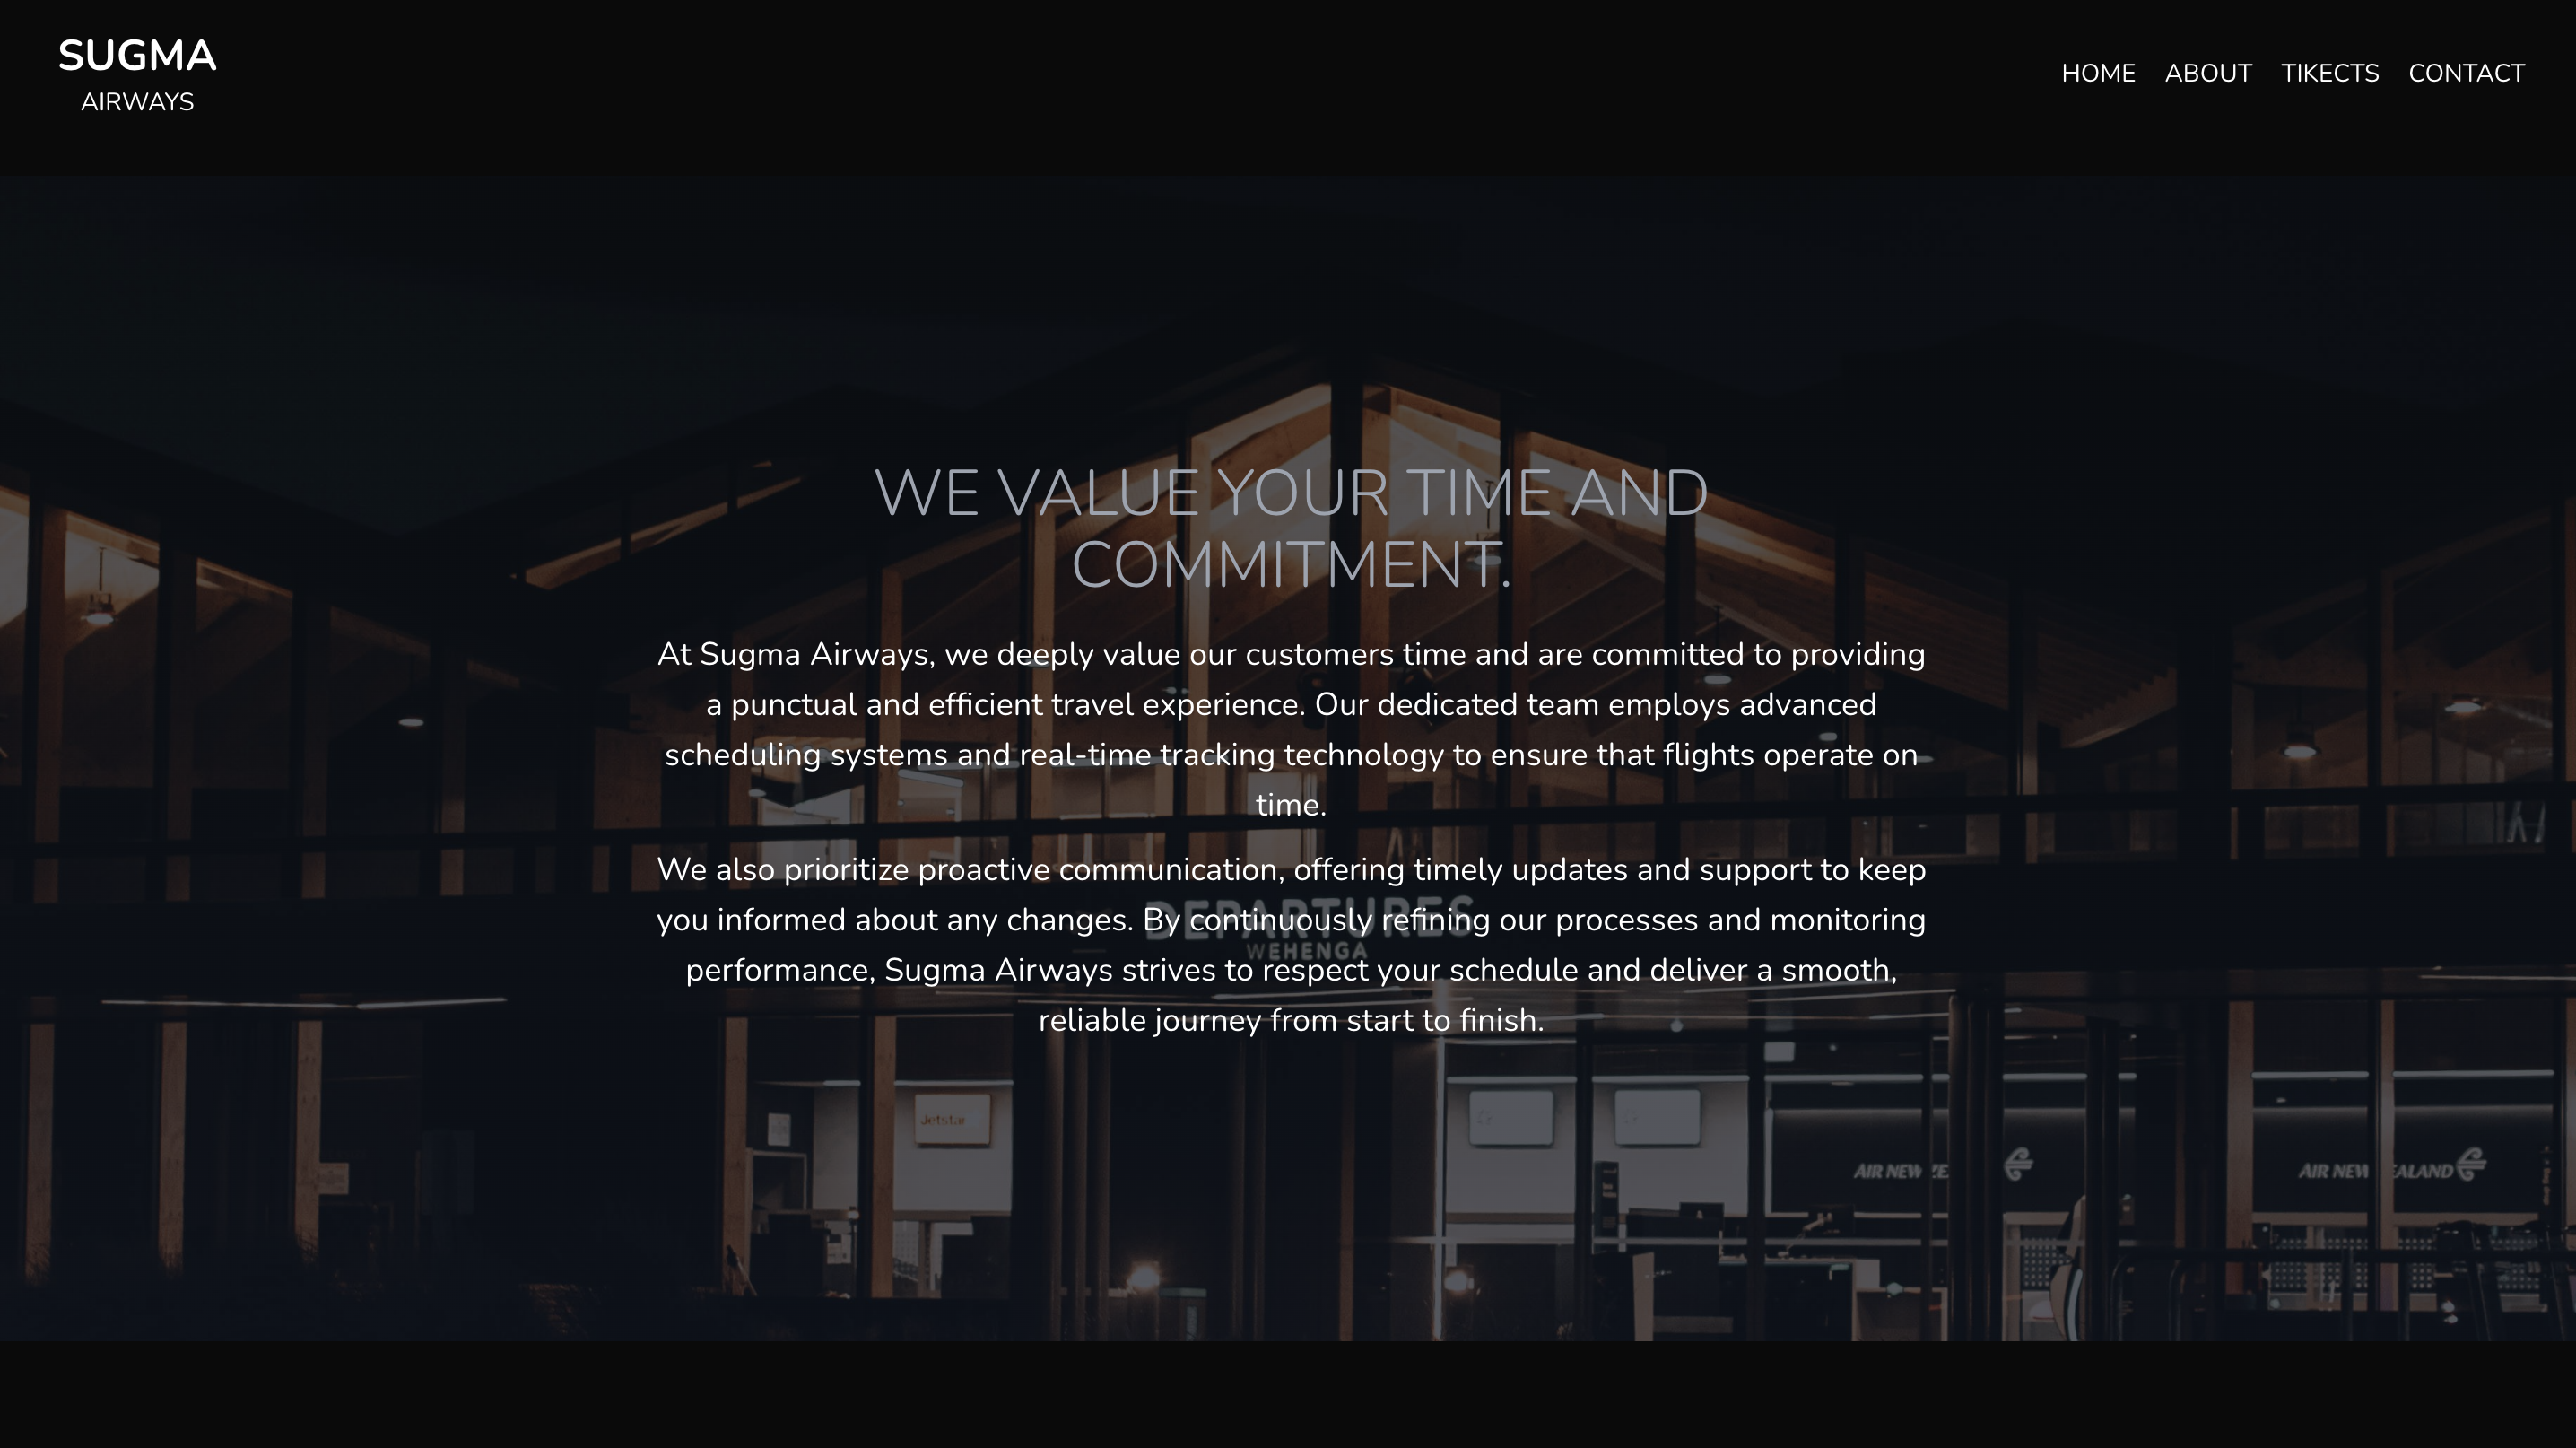 SUGMA
AIRWAYS
HOME ABOUT TIKECTS CONTACT
WE VALUE YOUR TIME AND
COMMITMENT.
At Sugma Airways, we deeply value our customers time and are committed to providing
a punctual and efficient travel experience. Our dedicated team employs advanced
scheduling systems and real-time tracking technology to ensure that flights operate on
time.
We also prioritize proactive communication, offering timely updates and support to keep
you informed about any changes. By continuously refining our processes and monitoring
performance, Sugma Airways strives to respect your schedule and deliver a smooth,
reliable journey from start to finish.
DEPARTURES
WEHENGA
Jetstar
AIR NEW ZE
AIR NEW EALAND